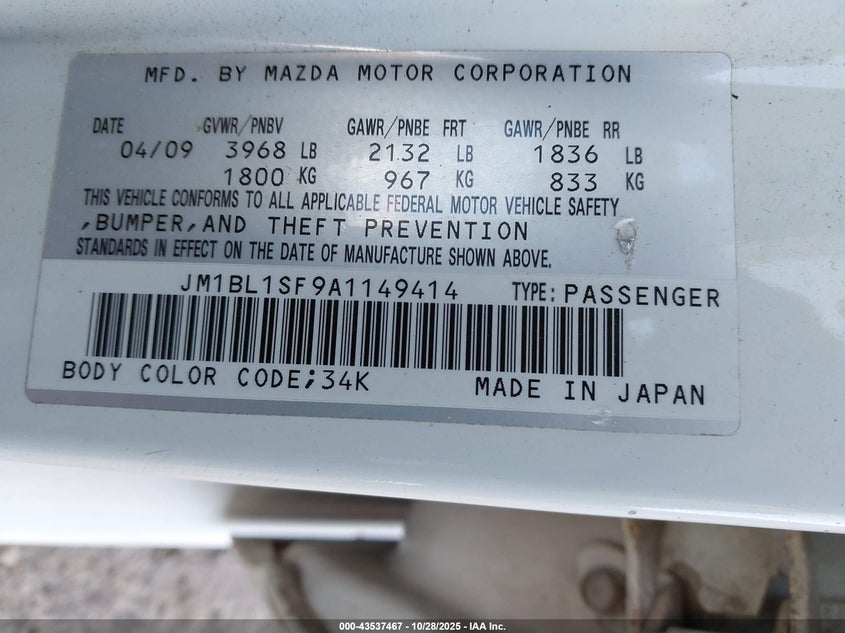 MFD. BY MAZDA MOTOR CORPORATION
DATE GVWR/PNBV GAWR/PNBE FRT GAWR/PNBE RR
04/09 3968 LB 2132 LB 1836 LB
1800 KG 967 KG 833 KG
THIS VEHICLE CONFORMS TO ALL APPLICABLE FEDERAL MOTOR VEHICLE SAFETY
,BUMPER,AND THEFT PREVENTION
STANDARDS IN EFFECT ON THE DATE OF MANUFACTURE SHOWN ABOVE.
JM1BL1SF9A1149414 TYPE: PASSENGER
BODY COLOR CODE;34K MADE IN JAPAN
000-43537467 - 10/28/2025 - IAA Inc.